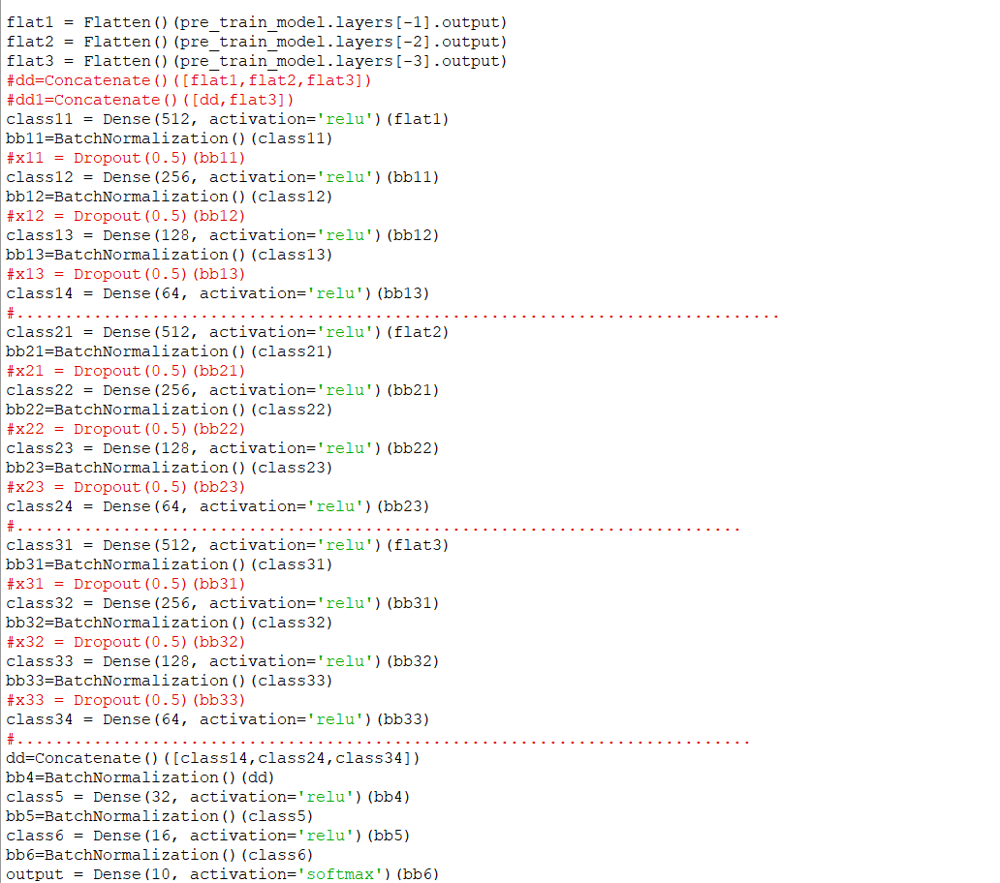 flat1 = Flatten()(pre_train_model.layers[-1].output)
flat2 = Flatten()(pre_train_model.layers[-2].output)
flat3 = Flatten()(pre_train_model.layers[-3].output)
#dd=Concatenate()([flat1,flat2,flat3])
#dd1=Concatenate()([dd,flat3])
class11 = Dense(512, activation='relu')(flat1)
bb11=BatchNormalization()(class11)
#x11 = Dropout(0.5)(bb11)
class12 = Dense(256, activation='relu')(bb11)
bb12=BatchNormalization()(class12)
#x12 = Dropout(0.5)(bb12)
class13 = Dense(128, activation='relu')(bb12)
bb13=BatchNormalization()(class13)
#x13 = Dropout(0.5)(bb13)
class14 = Dense(64, activation='relu')(bb13)
#...............................................................................
class21 = Dense(512, activation='relu')(flat2)
bb21=BatchNormalization()(class21)
#x21 = Dropout(0.5)(bb21)
class22 = Dense(256, activation='relu')(bb21)
bb22=BatchNormalization()(class22)
#x22 = Dropout(0.5)(bb22)
class23 = Dense(128, activation='relu')(bb22)
bb23=BatchNormalization()(class23)
#x23 = Dropout(0.5)(bb23)
class24 = Dense(64, activation='relu')(bb23)
#...........................................................................
class31 = Dense(512, activation='relu')(flat3)
bb31=BatchNormalization()(class31)
#x31 = Dropout(0.5)(bb31)
class32 = Dense(256, activation='relu')(bb31)
bb32=BatchNormalization()(class32)
#x32 = Dropout(0.5)(bb32)
class33 = Dense(128, activation='relu')(bb32)
bb33=BatchNormalization()(class33)
#x33 = Dropout(0.5)(bb33)
class34 = Dense(64, activation='relu')(bb33)
#............................................................................
dd=Concatenate()([class14,class24,class34])
bb4=BatchNormalization()(dd)
class5 = Dense(32, activation='relu')(bb4)
bb5=BatchNormalization()(class5)
class6 = Dense(16, activation='relu')(bb5)
bb6=BatchNormalization()(class6)
output = Dense(10, activation='softmax')(bb6)